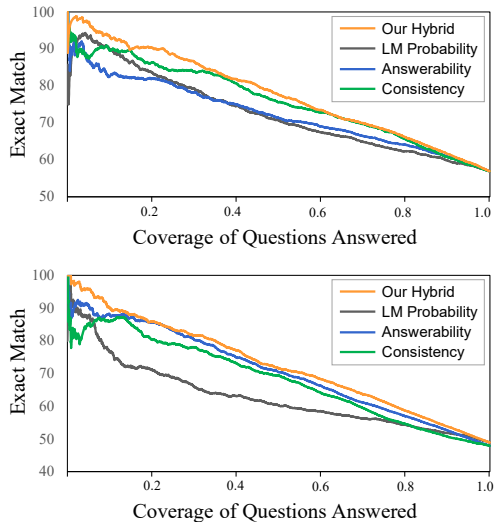 100
90
80
70
60
50
Exact Match
Our Hybrid
LM Probability
Answerability
Consistency
0.2 0.4 0.6 0.8 1.0
Coverage of Questions Answered
100
90
80
70
60
50
40
Exact Match
Our Hybrid
LM Probability
Answerability
Consistency
0.2 0.4 0.6 0.8 1.0
Coverage of Questions Answered